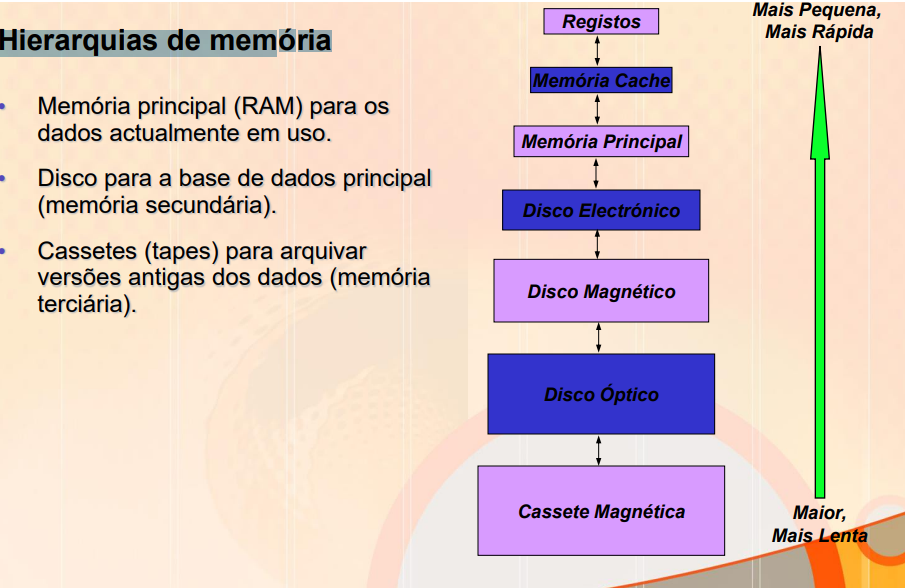 Hierarquias de memória
• Memória principal (RAM) para os
dados actualmente em uso.
• Disco para a base de dados principal
(memória secundária).
• Cassetes (tapes) para arquivar
versões antigas dos dados (memória
terciária).
Registos
Memória Cache
Memória Principal
Disco Electrónico
Disco Magnético
Disco Óptico
Cassete Magnética
Mais Pequena,
Mais Rápida
Maior,
Mais Lenta